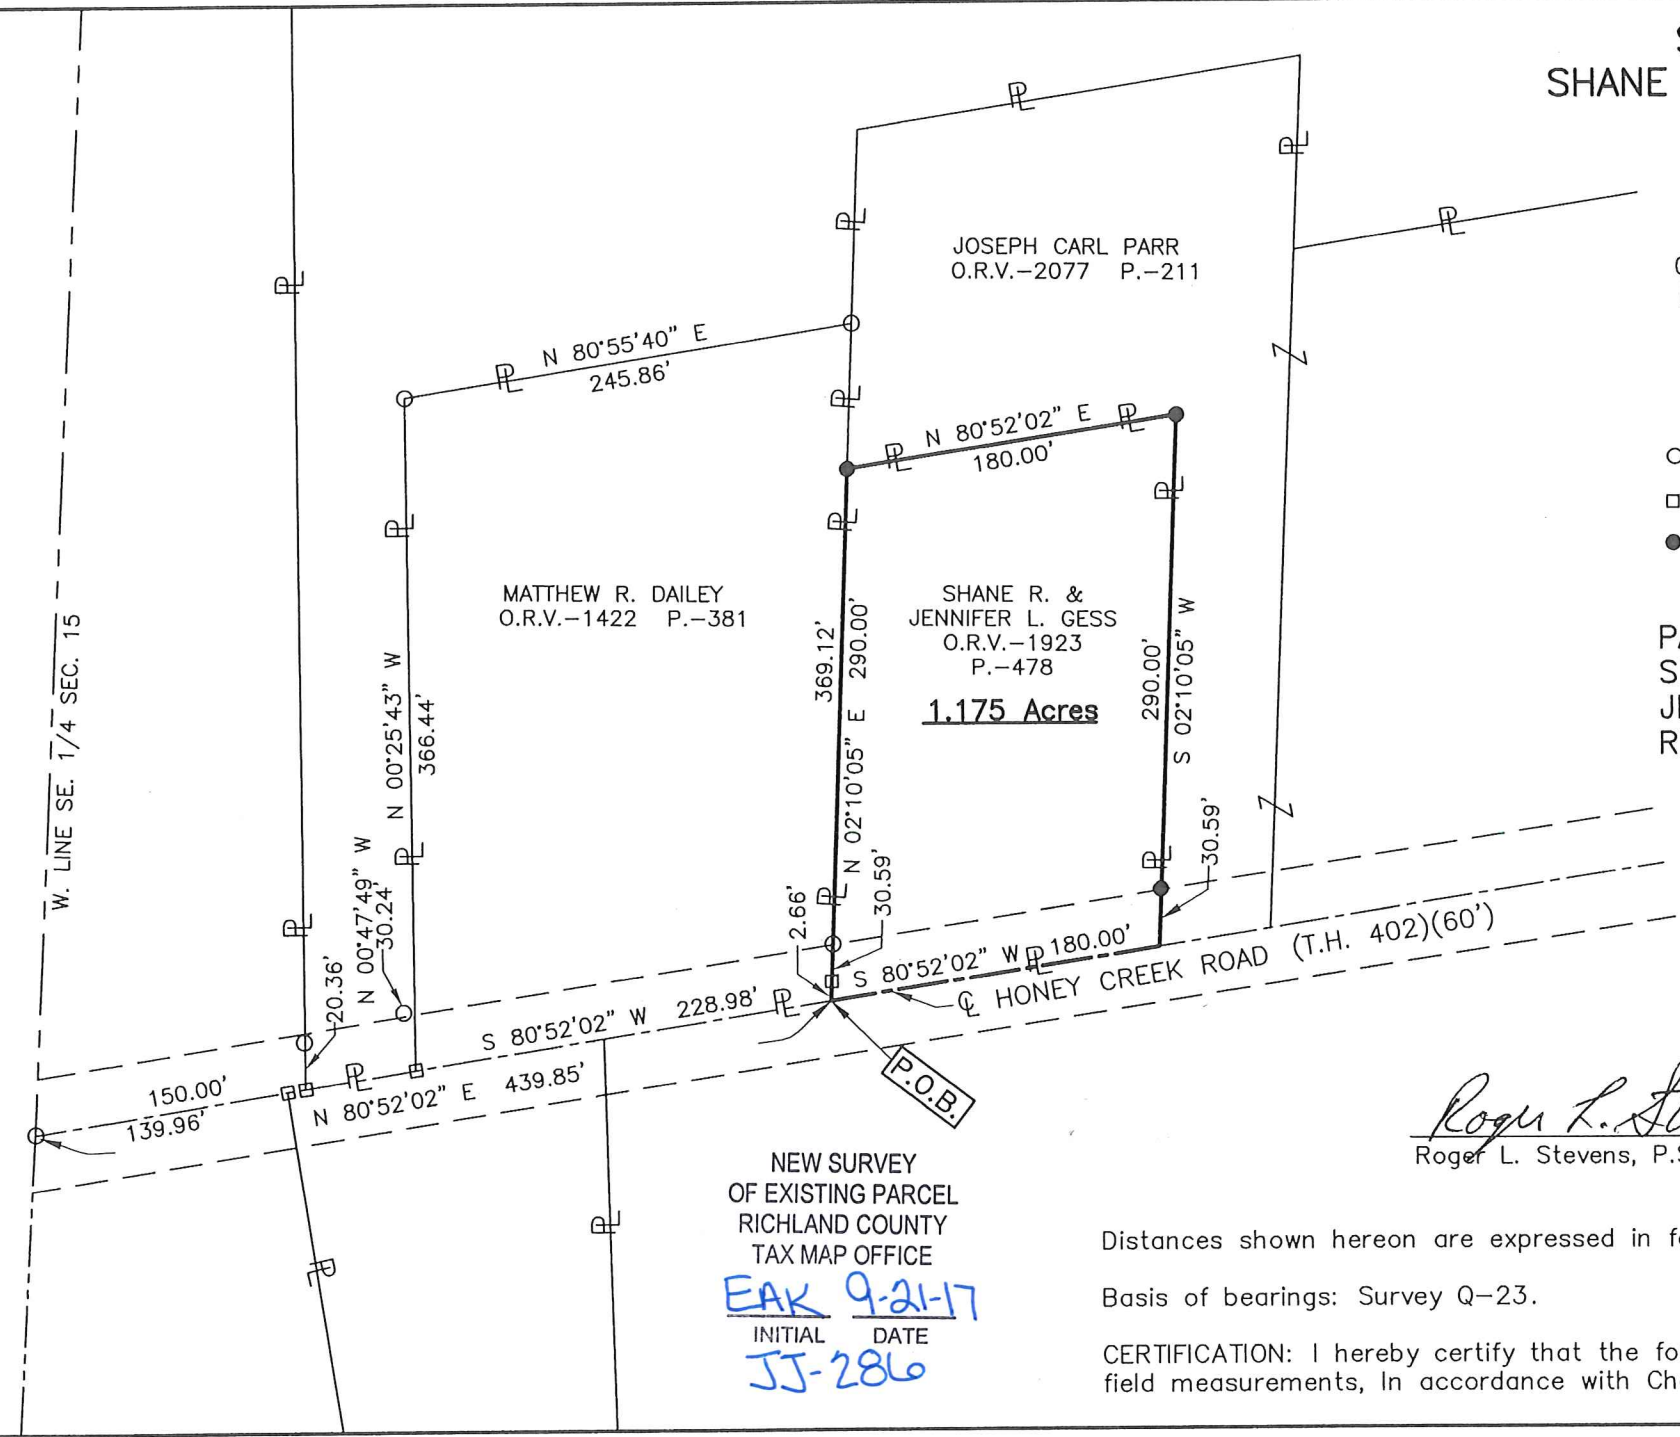 SHANE
JOSEPH CARL PARR
O.R.V.-2077 P.-211
N 80°55'40" E
245.86'
N 80°52'02" E
180.00'
MATTHEW R. DAILEY
O.R.V.-1422 P.-381
SHANE R. &
JENNIFER L. GESS
O.R.V.-1923
P.-478
1.175 Acres
W. LINE SE. 1/4 SEC. 15
N 00°25'43" W
366.44'
369.12'
N 02°10'05" E 290.00'
290.00'
S 02°10'05" W
N 00°47'49" W
30.24'
20.36'
2.66'
30.59'
30.59'
S 80°52'02" W 180.00'
℄ HONEY CREEK ROAD (T.H. 402)(60')
S 80°52'02" W 228.98'
N 80°52'02" E 439.85'
150.00'
139.96'
P.O.B.
NEW SURVEY
OF EXISTING PARCEL
RICHLAND COUNTY
TAX MAP OFFICE
EAK 9-21-17
INITIAL DATE
JJ-286
Roger L.
Roger L. Stevens, P.S
Distances shown hereon are expressed in f
Basis of bearings: Survey Q-23.
CERTIFICATION: I hereby certify that the fo
field measurements, In accordance with Ch